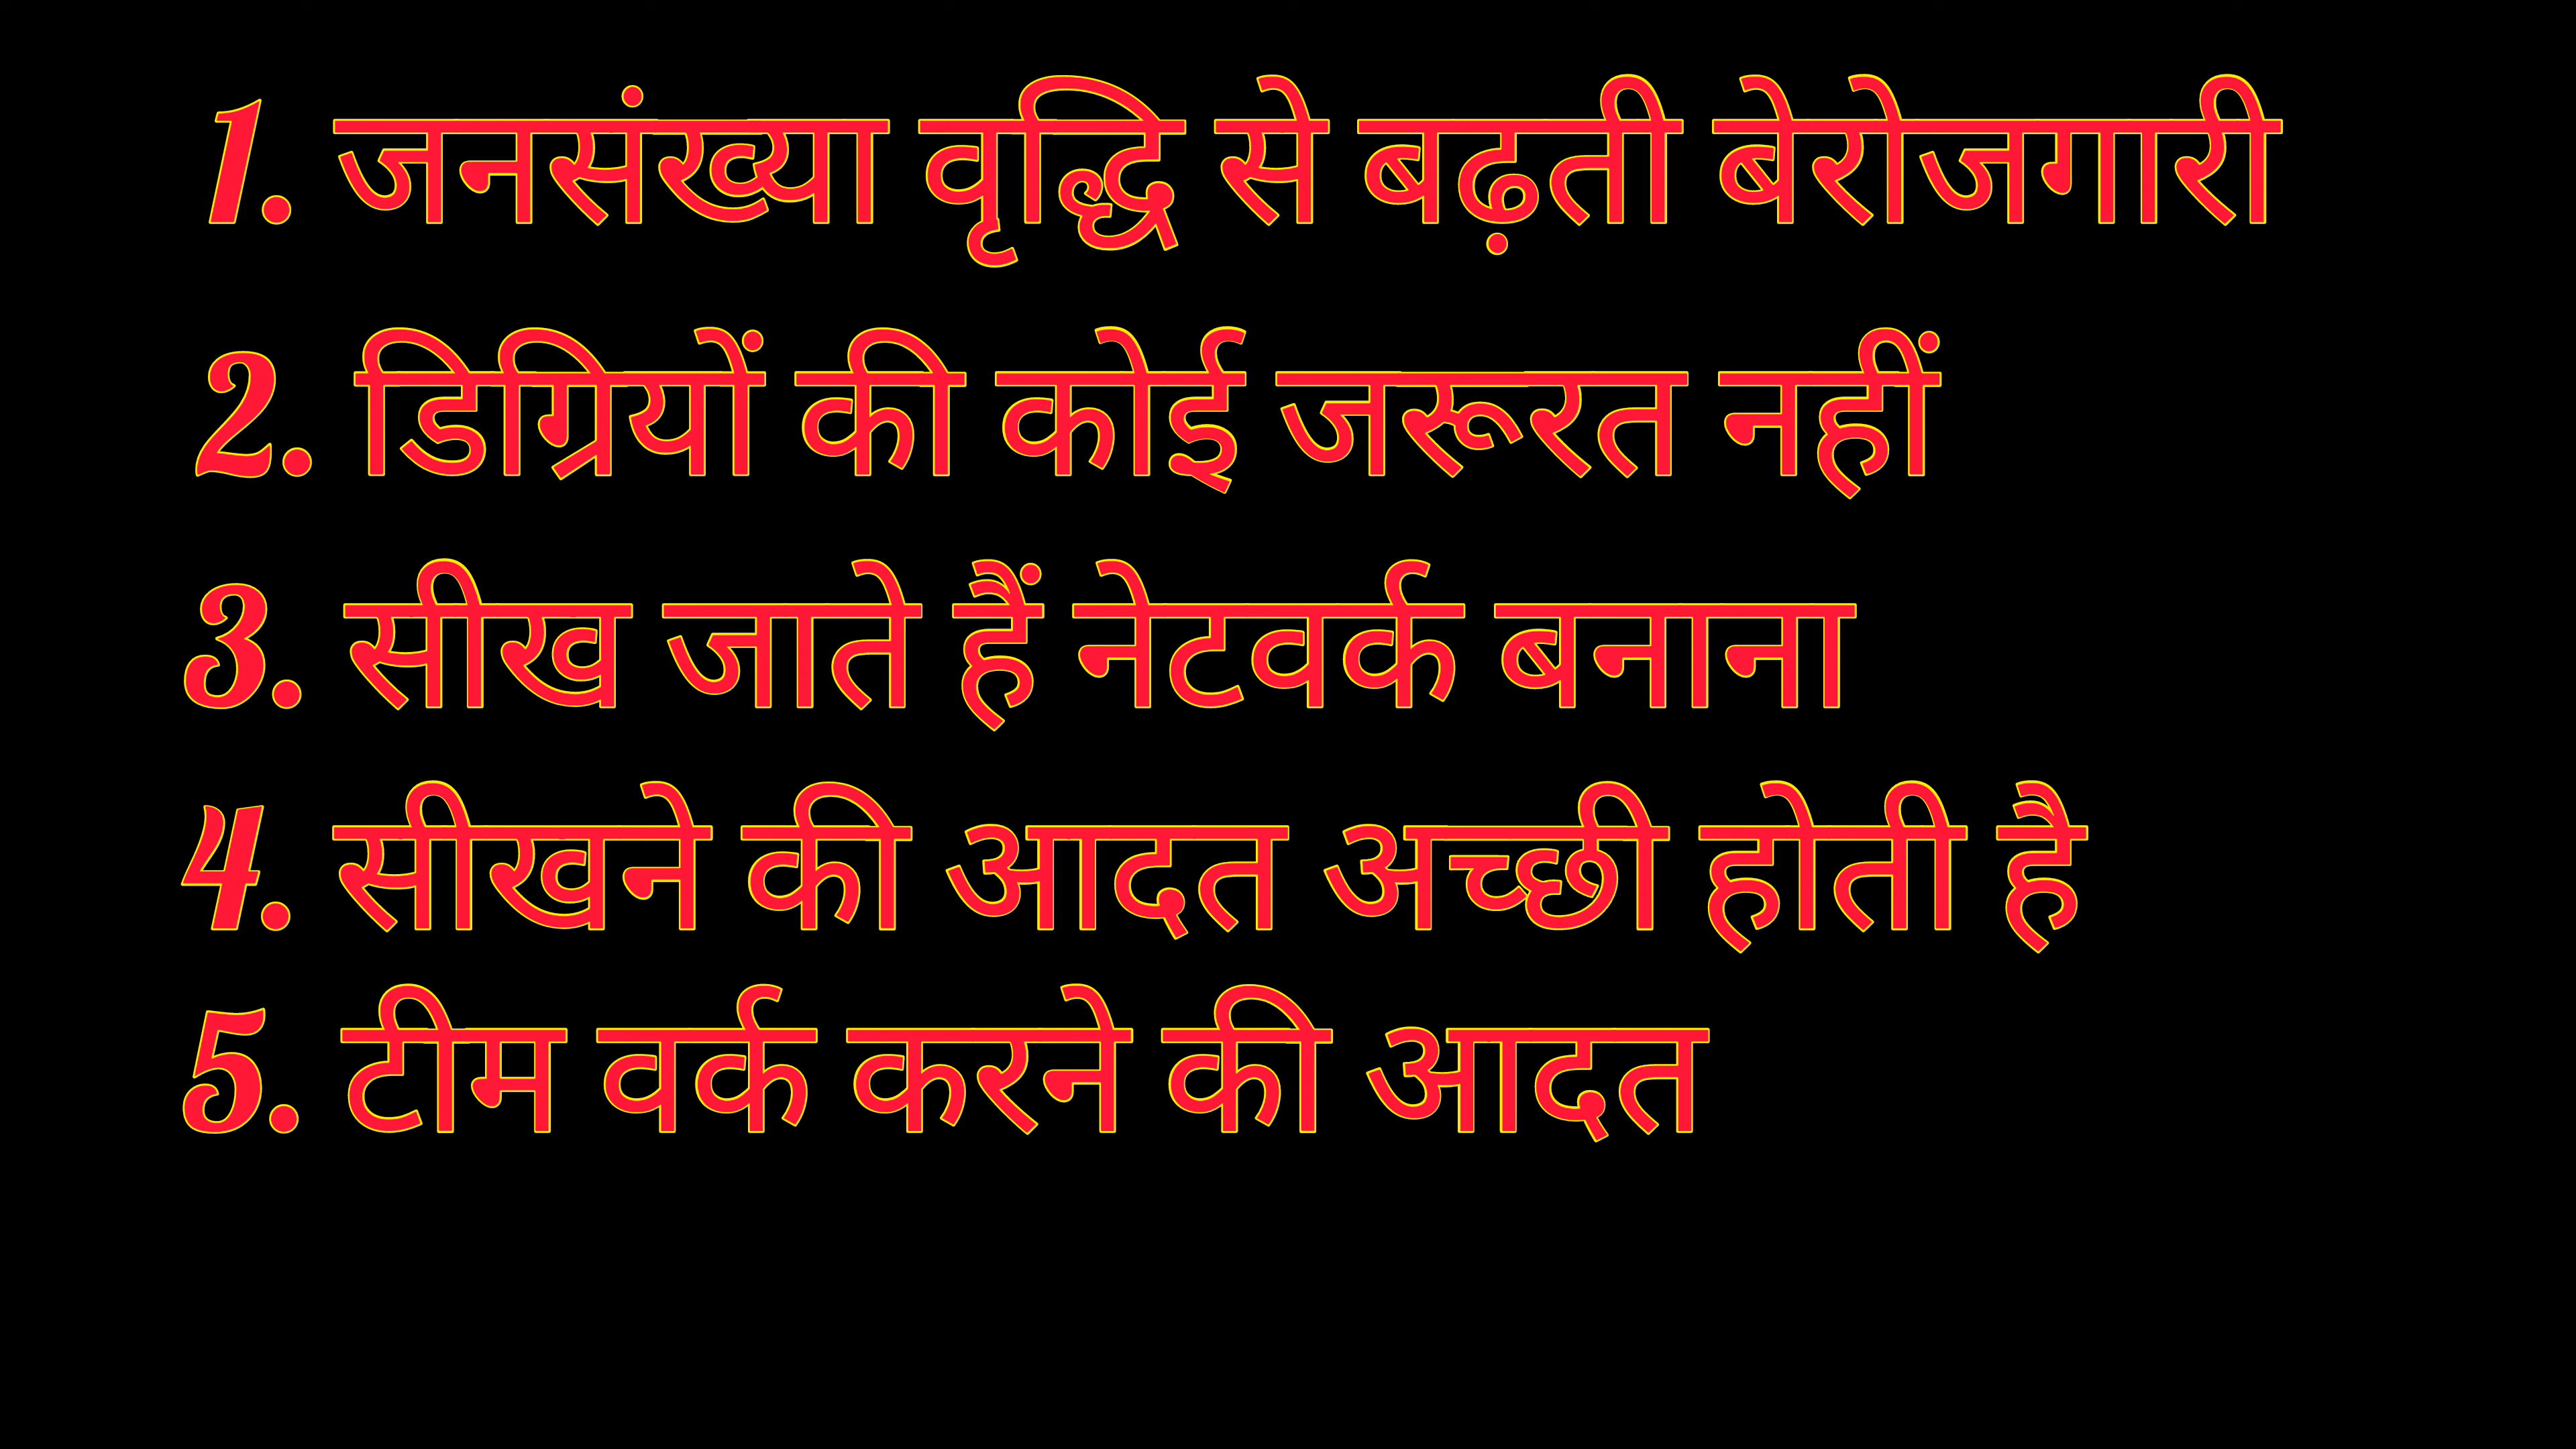 1. जनसंख्या वृद्धि से बढ़ती बेरोजगारी
2. डिग्रियों की कोई जरूरत नहीं
3. सीख जाते हैं नेटवर्क बनाना
4. सीखने की आदत अच्छी होती है
5. टीम वर्क करने की आदत